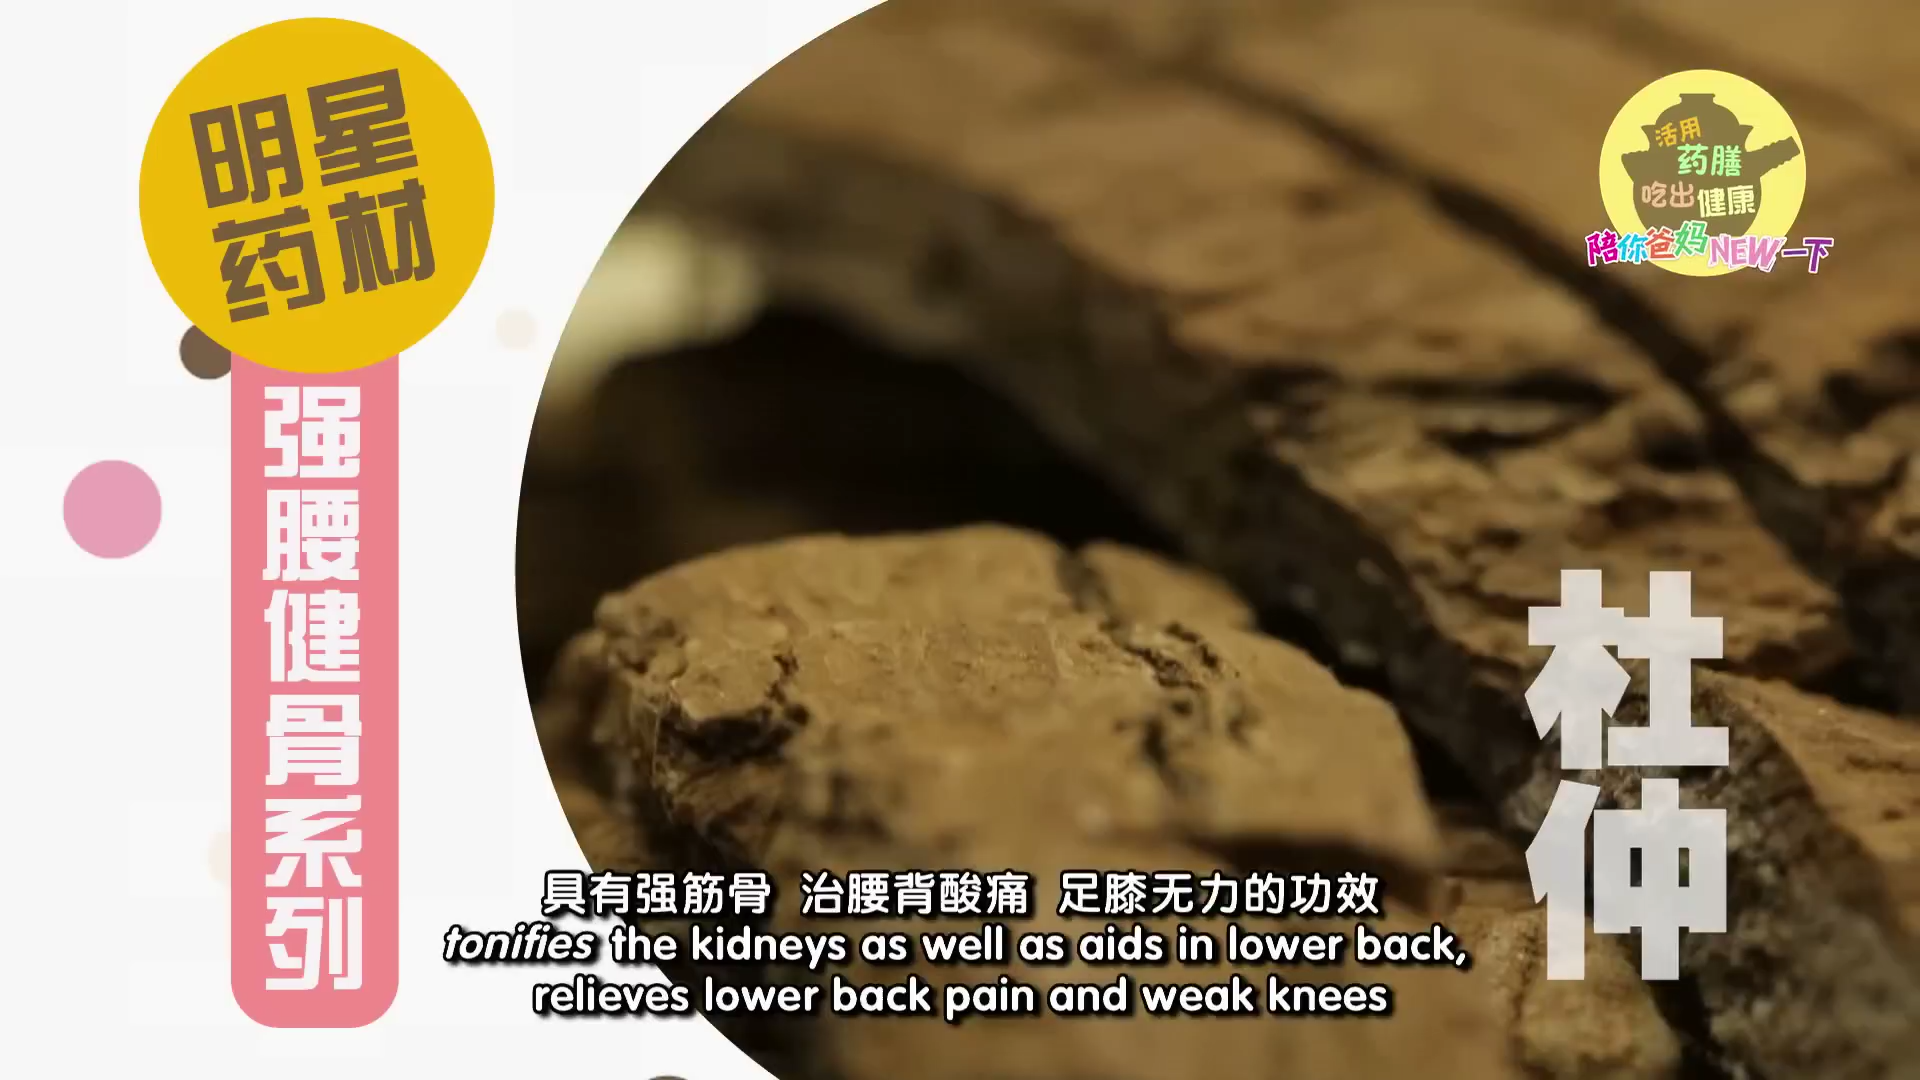 明星
药材
强腰健骨系列
活用
药膳
吃出健康
陪你爸妈NEW一下
杜仲
具有强筋骨 治腰背酸痛 足膝无力的功效
tonifies the kidneys as well as aids in lower back,
relieves lower back pain and weak knees